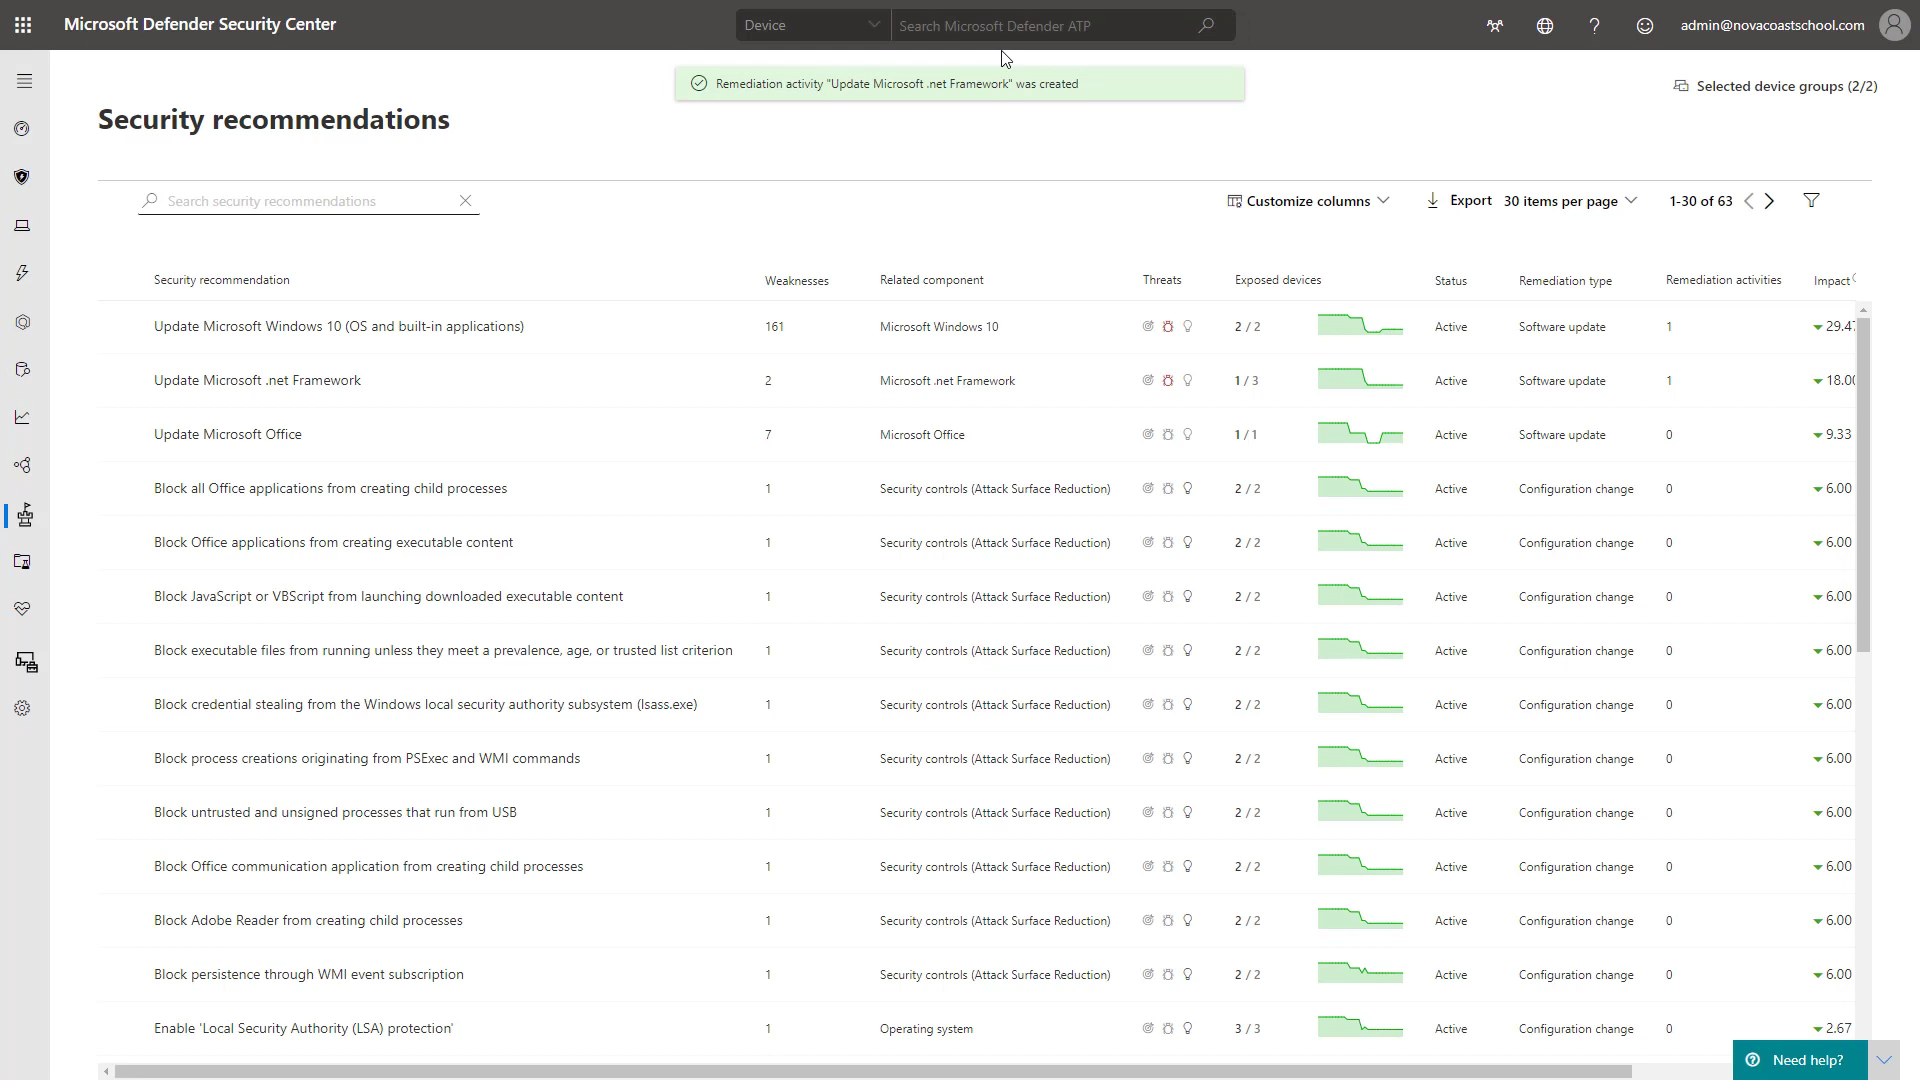 Microsoft Defender Security Center
Device
Search Microsoft Defender ATP
admin@novacoastschool.com
Remediation activity "Update Microsoft .net Framework" was created
Selected device groups (2/2)
Security recommendations
Search security recommendations
Customize columns
Export
30 items per page
1-30 of 63
Security recommendation Weaknesses Related component Threats Exposed devices Status Remediation type Remediation activities Impact
Update Microsoft Windows 10 (OS and built-in applications) 161 Microsoft Windows 10 2 / 2 Active Software update 1 29.47
Update Microsoft .net Framework 2 Microsoft .net Framework 1 / 3 Active Software update 1 18.00
Update Microsoft Office 7 Microsoft Office 1 / 1 Active Software update 0 9.33
Block all Office applications from creating child processes 1 Security controls (Attack Surface Reduction) 2 / 2 Active Configuration change 0 6.00
Block Office applications from creating executable content 1 Security controls (Attack Surface Reduction) 2 / 2 Active Configuration change 0 6.00
Block JavaScript or VBScript from launching downloaded executable content 1 Security controls (Attack Surface Reduction) 2 / 2 Active Configuration change 0 6.00
Block executable files from running unless they meet a prevalence, age, or trusted list criterion 1 Security controls (Attack Surface Reduction) 2 / 2 Active Configuration change 0 6.00
Block credential stealing from the Windows local security authority subsystem (lsass.exe) 1 Security controls (Attack Surface Reduction) 2 / 2 Active Configuration change 0 6.00
Block process creations originating from PSExec and WMI commands 1 Security controls (Attack Surface Reduction) 2 / 2 Active Configuration change 0 6.00
Block untrusted and unsigned processes that run from USB 1 Security controls (Attack Surface Reduction) 2 / 2 Active Configuration change 0 6.00
Block Office communication application from creating child processes 1 Security controls (Attack Surface Reduction) 2 / 2 Active Configuration change 0 6.00
Block Adobe Reader from creating child processes 1 Security controls (Attack Surface Reduction) 2 / 2 Active Configuration change 0 6.00
Block persistence through WMI event subscription 1 Security controls (Attack Surface Reduction) 2 / 2 Active Configuration change 0 6.00
Enable 'Local Security Authority (LSA) protection' 1 Operating system 3 / 3 Active Configuration change 0 2.67
Need help?